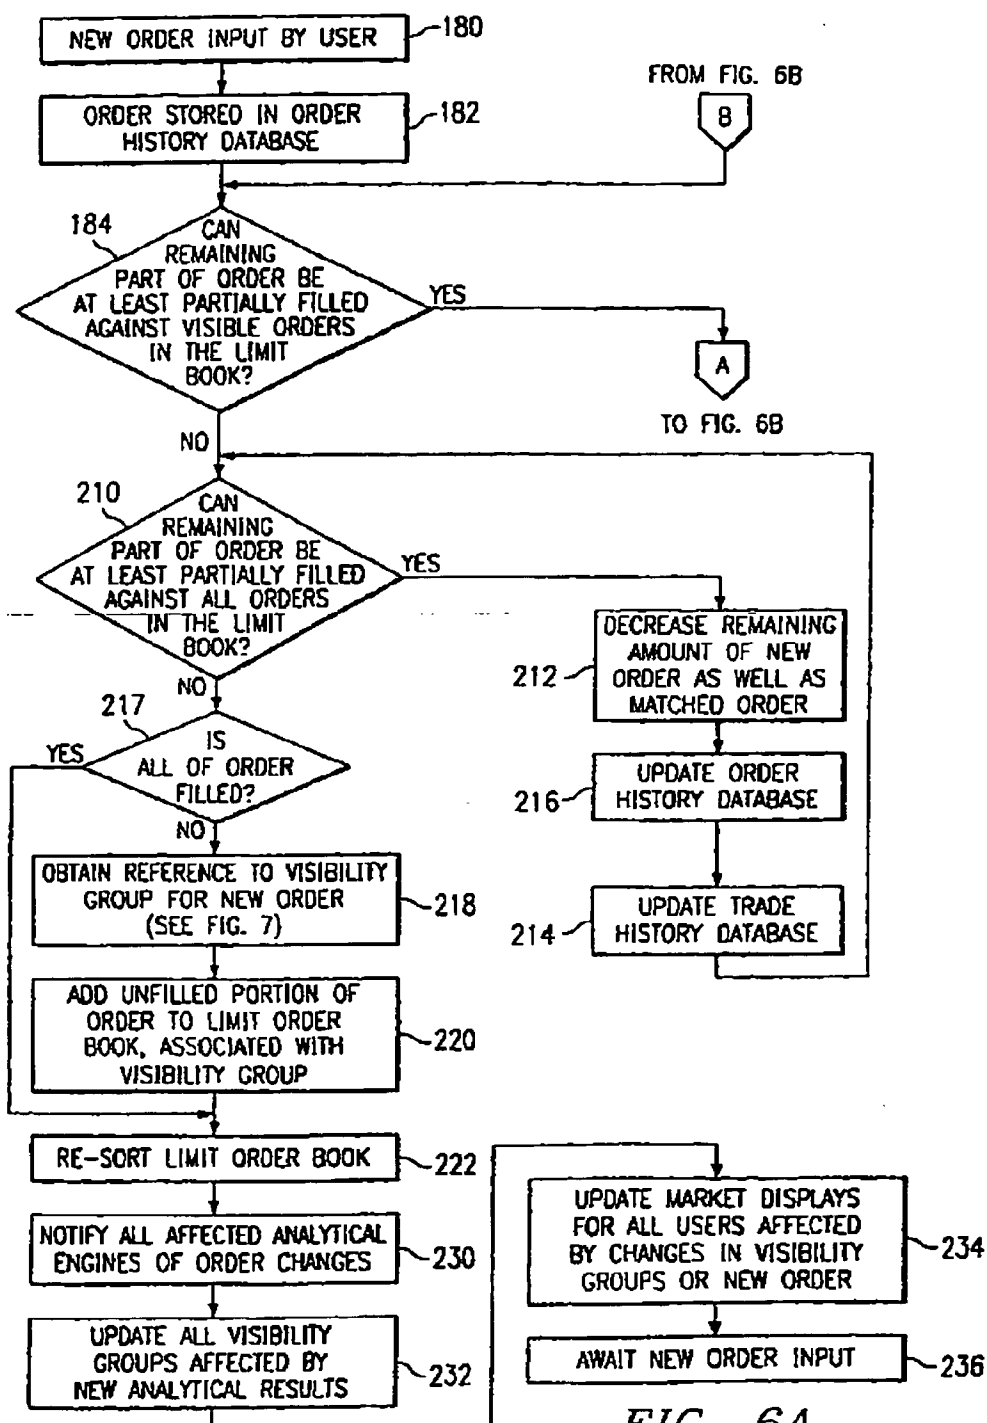 NEW ORDER INPUT BY USER
180
ORDER STORED IN ORDER
HISTORY DATABASE
182
FROM FIG. 6B
B
184
CAN
REMAINING
PART OF ORDER BE
AT LEAST PARTIALLY FILLED
AGAINST VISIBLE ORDERS
IN THE LIMIT
BOOK?
YES
A
TO FIG. 6B
NO
210
CAN
REMAINING
PART OF ORDER BE
AT LEAST PARTIALLY FILLED
AGAINST ALL ORDERS
IN THE LIMIT
BOOK?
YES
DECREASE REMAINING
AMOUNT OF NEW
ORDER AS WELL AS
MATCHED ORDER
212
UPDATE ORDER
HISTORY DATABASE
216
UPDATE TRADE
HISTORY DATABASE
214
NO
217
IS
ALL OF ORDER
FILLED?
YES
NO
OBTAIN REFERENCE TO VISIBILITY
GROUP FOR NEW ORDER
(SEE FIG. 7)
218
ADD UNFILLED PORTION OF
ORDER TO LIMIT ORDER
BOOK, ASSOCIATED WITH
VISIBILITY GROUP
220
RE-SORT LIMIT ORDER BOOK
222
NOTIFY ALL AFFECTED ANALYTICAL
ENGINES OF ORDER CHANGES
230
UPDATE ALL VISIBILITY
GROUPS AFFECTED BY
NEW ANALYTICAL RESULTS
232
UPDATE MARKET DISPLAYS
FOR ALL USERS AFFECTED
BY CHANGES IN VISIBILITY
GROUPS OR NEW ORDER
234
AWAIT NEW ORDER INPUT
236
FIG. 6A